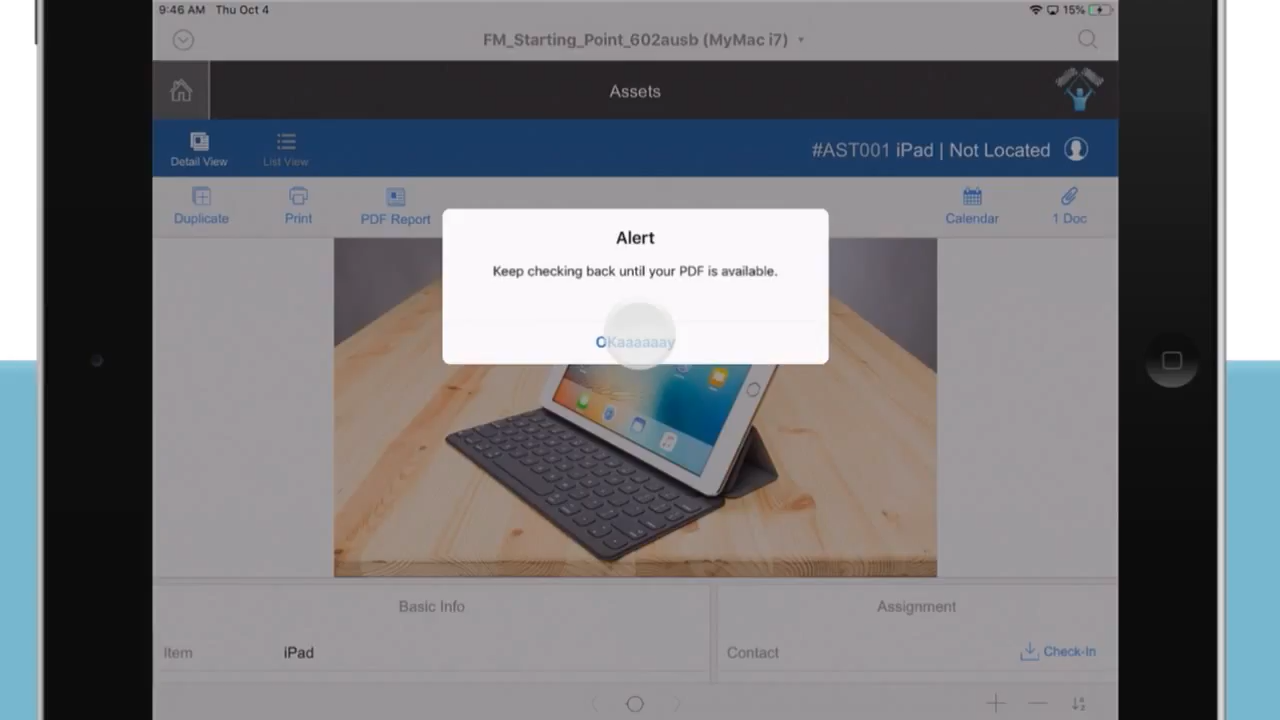 9:46 AM Thu Oct 4 15%
FM_Starting_Point_602ausb (MyMac i7)
Assets
Detail View List View #AST001 iPad | Not Located
Duplicate Print PDF Report Calendar 1 Doc
Alert
Keep checking back until your PDF is available.
OKaaaaaay
Basic Info Assignment
Item iPad Contact Check-In